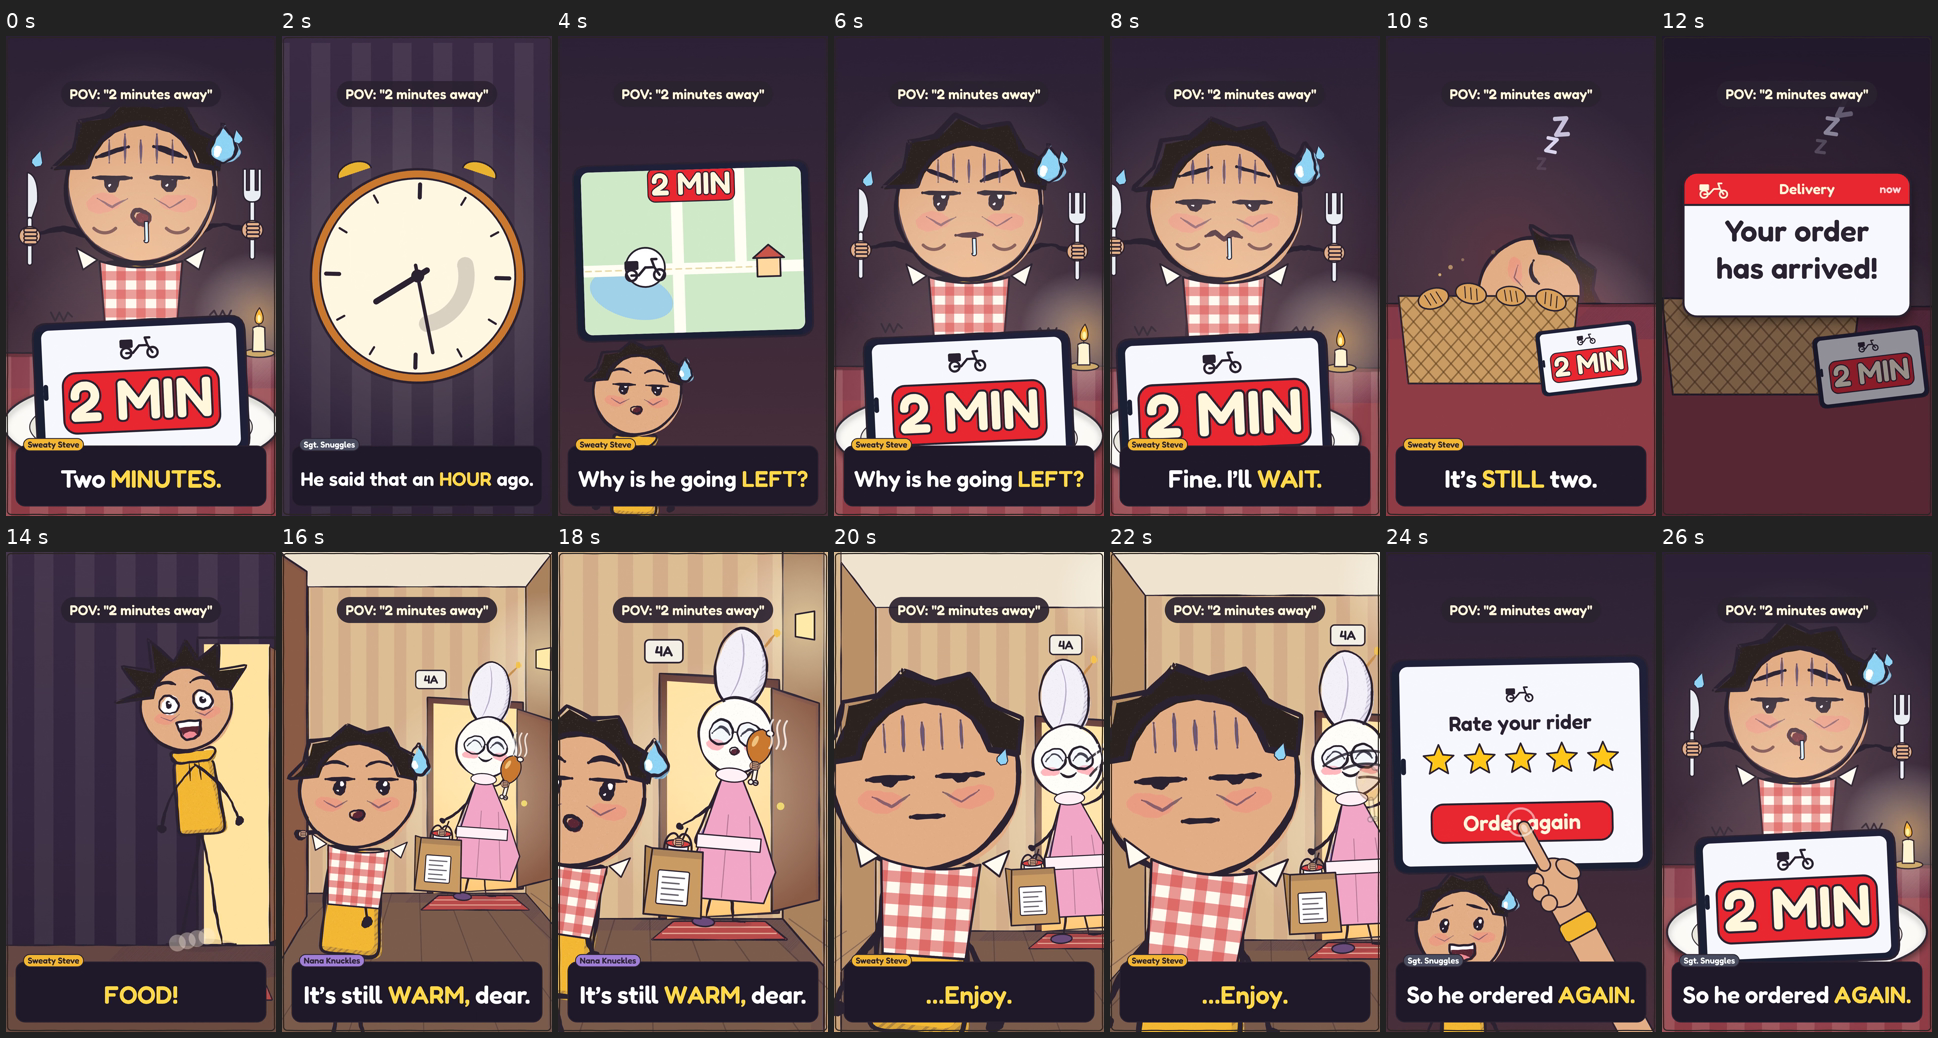 0 s
POV: "2 minutes away"
2 MIN
Sweaty Steve
Two MINUTES.
2 s
POV: "2 minutes away"
Sgt. Snuggles
He said that an HOUR ago.
4 s
POV: "2 minutes away"
2 MIN
Sweaty Steve
Why is he going LEFT?
6 s
POV: "2 minutes away"
2 MIN
Sweaty Steve
Why is he going LEFT?
8 s
POV: "2 minutes away"
2 MIN
Sweaty Steve
Fine. I'll WAIT.
10 s
POV: "2 minutes away"
Z
Z
Z
2 MIN
Sweaty Steve
It's STILL two.
12 s
POV: "2 minutes away"
Z
Z
Z
Delivery now
Your order
has arrived!
2 MIN
14 s
POV: "2 minutes away"
Sweaty Steve
FOOD!
16 s
POV: "2 minutes away"
4A
Nana Knuckles
It's still WARM, dear.
18 s
POV: "2 minutes away"
4A
Nana Knuckles
It's still WARM, dear.
20 s
POV: "2 minutes away"
4A
Sweaty Steve
...Enjoy.
22 s
POV: "2 minutes away"
4A
Sweaty Steve
...Enjoy.
24 s
POV: "2 minutes away"
Rate your rider
Order again
Sgt. Snuggles
So he ordered AGAIN.
26 s
POV: "2 minutes away"
2 MIN
Sgt. Snuggles
So he ordered AGAIN.